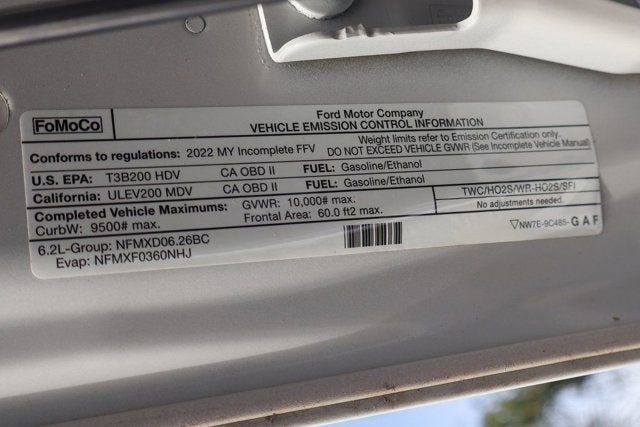 FoMoCo
Ford Motor Company
VEHICLE EMISSION CONTROL INFORMATION
Conforms to regulations: 2022 MY Incomplete FFV
Weight limits refer to Emission Certification only..
DO NOT EXCEED VEHICLE GVWR (See Incomplete Vehicle Manual)
U.S. EPA: T3B200 HDV CA OBD II FUEL: Gasoline/Ethanol
California: ULEV200 MDV CA OBD II FUEL: Gasoline/Ethanol
Completed Vehicle Maximums: GVWR: 10,000# max.
CurbW: 9500# max. Frontal Area: 60.0 ft2 max.
TWC/HO2S/WR-HO2S/SFI
No adjustments needed.
6.2L-Group: NFMXD06.26BC
Evap: NFMXF0360NHJ
NW7E-9C485-GAF